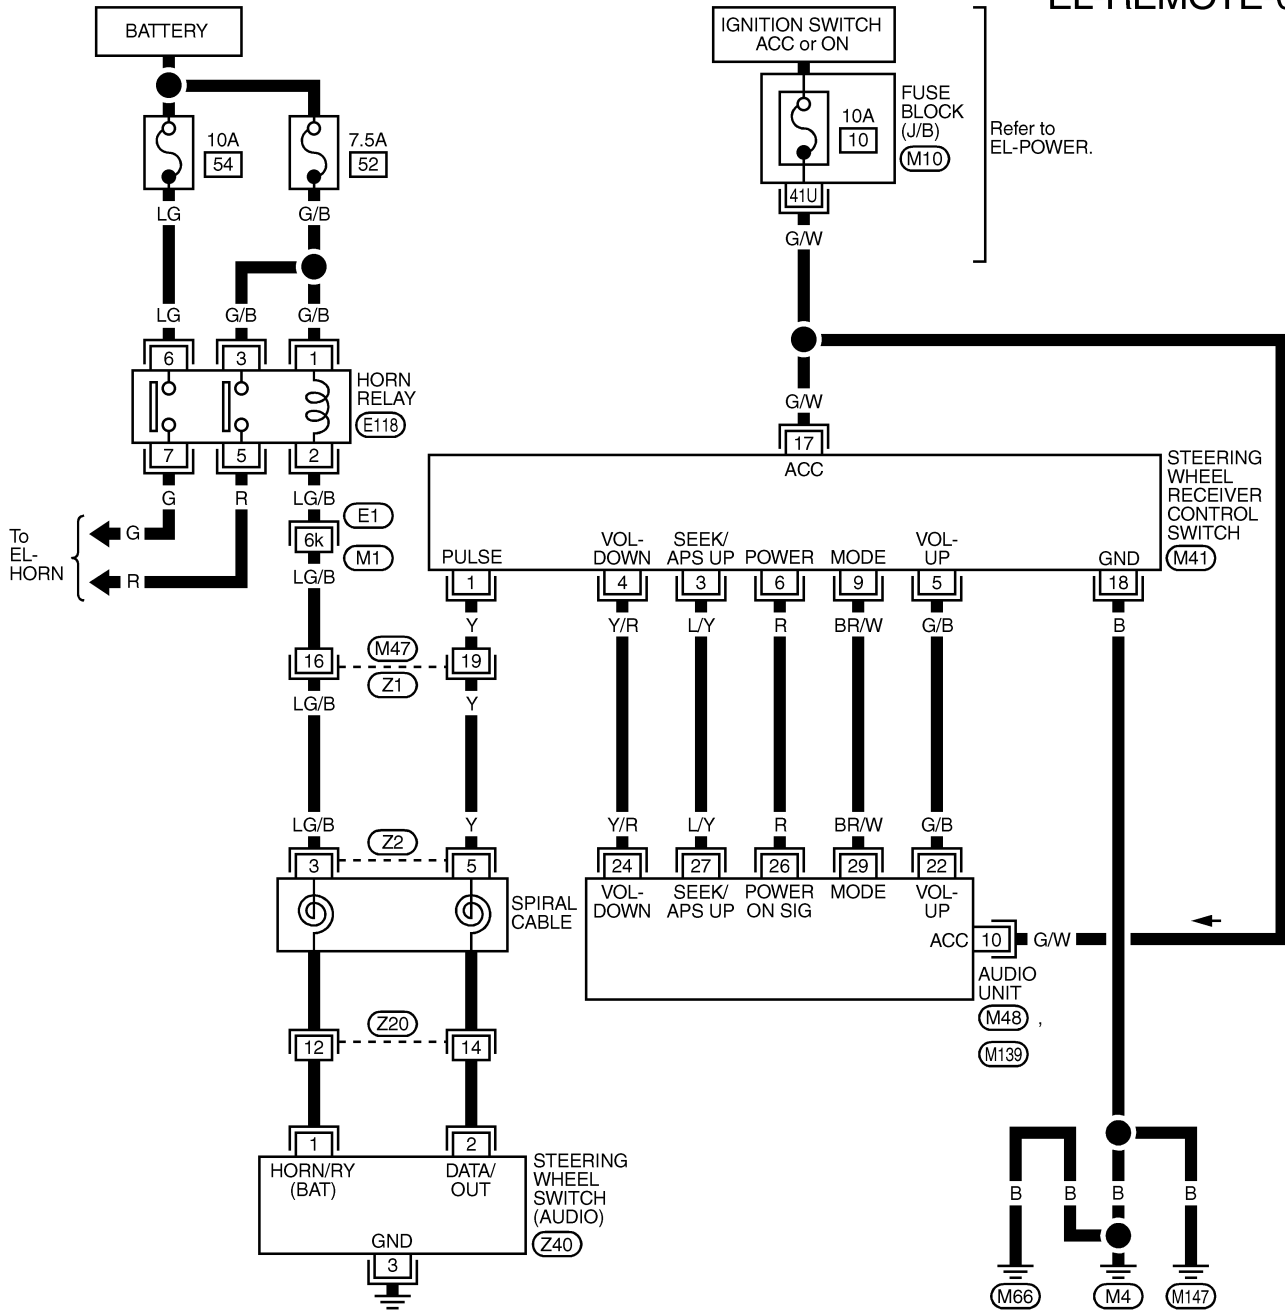 EL REMOTE
BATTERY
IGNITION SWITCH
ACC or ON
10A
54
7.5A
52
10A
10
FUSE
BLOCK
(J/B)
M10
Refer to
EL-POWER.
41U
LG
G/B
G/W
LG
G/B
G/B
6
3
1
HORN
RELAY
E118
7
5
2
G/W
17
ACC
G
R
LG/B
E1
6k
M1
LG/B
To
EL-
HORN
G
R
STEERING
WHEEL
RECEIVER
CONTROL
SWITCH
M41
PULSE
VOL-
DOWN
SEEK/
APS UP
POWER
MODE
VOL-
UP
GND
1
4
3
6
9
5
18
Y
Y/R
L/Y
R
BR/W
G/B
B
16
M47
Z1
19
LG/B
Y
LG/B
Y
Y/R
L/Y
R
BR/W
G/B
3
Z2
5
24
27
26
29
22
SPIRAL
CABLE
VOL-
DOWN
SEEK/
APS UP
POWER
ON SIG
MODE
VOL-
UP
ACC
10
G/W
AUDIO
UNIT
M48 ,
M139
12
Z20
14
1
2
HORN/RY
(BAT)
DATA/
OUT
STEERING
WHEEL
SWITCH
(AUDIO)
Z40
GND
3
B
B
B
B
M66
M4
M147